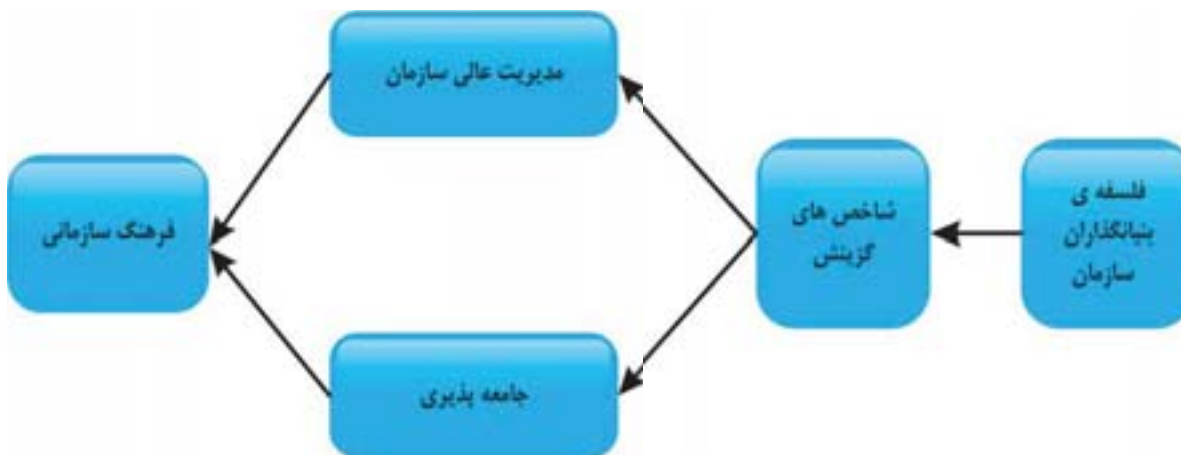 فلسفه ی
بنیانگذاران
سازمان
شاخص های
گزینش
مدیریت عالی سازمان
جامعه پذیری
فرهنگ سازمانی